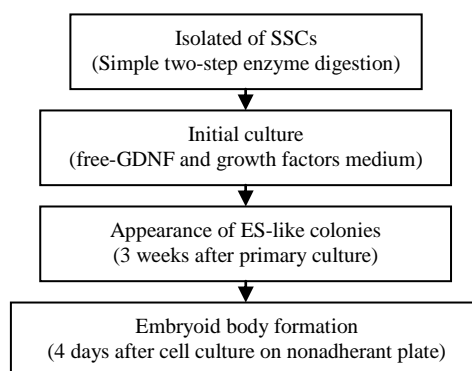 Isolated of SSCs
(Simple two-step enzyme digestion)
Initial culture
(free-GDNF and growth factors medium)
Appearance of ES-like colonies
(3 weeks after primary culture)
Embryoid body formation
(4 days after cell culture on nonadherant plate)